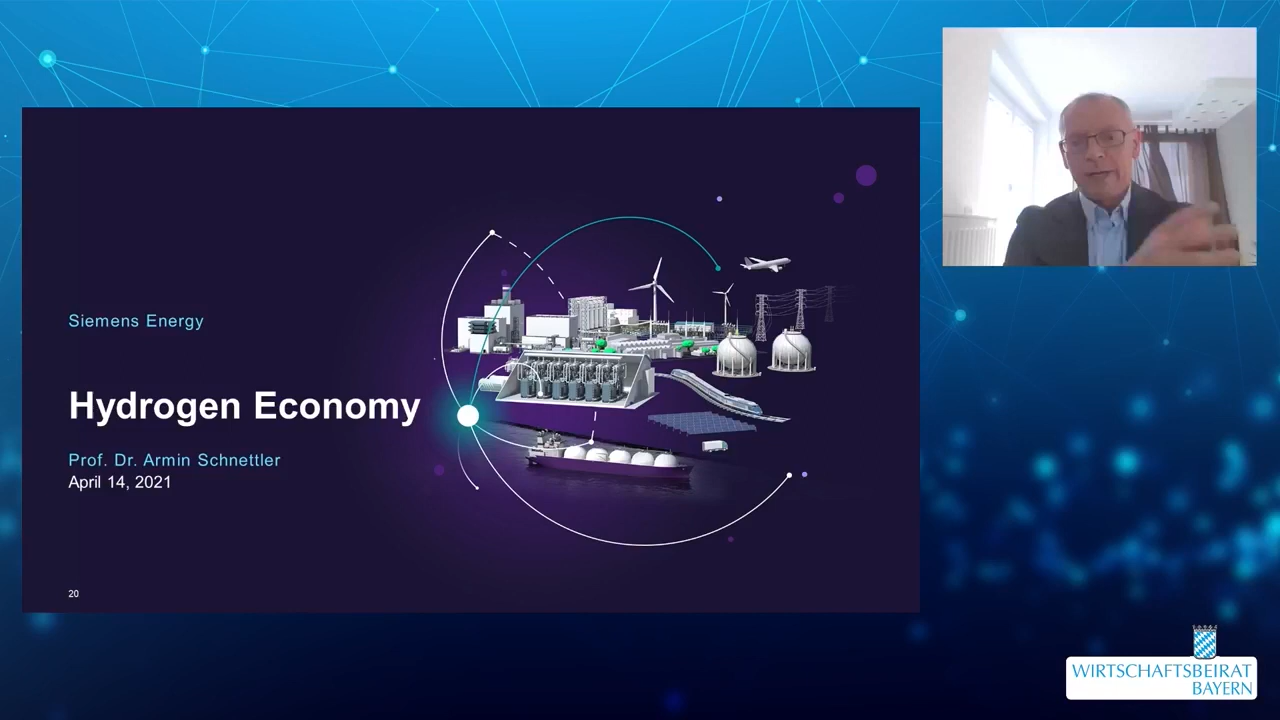 Siemens Energy
Hydrogen Economy
Prof. Dr. Armin Schnettler
April 14, 2021
20
WIRTSCHAFTSBEIRAT
BAYERN